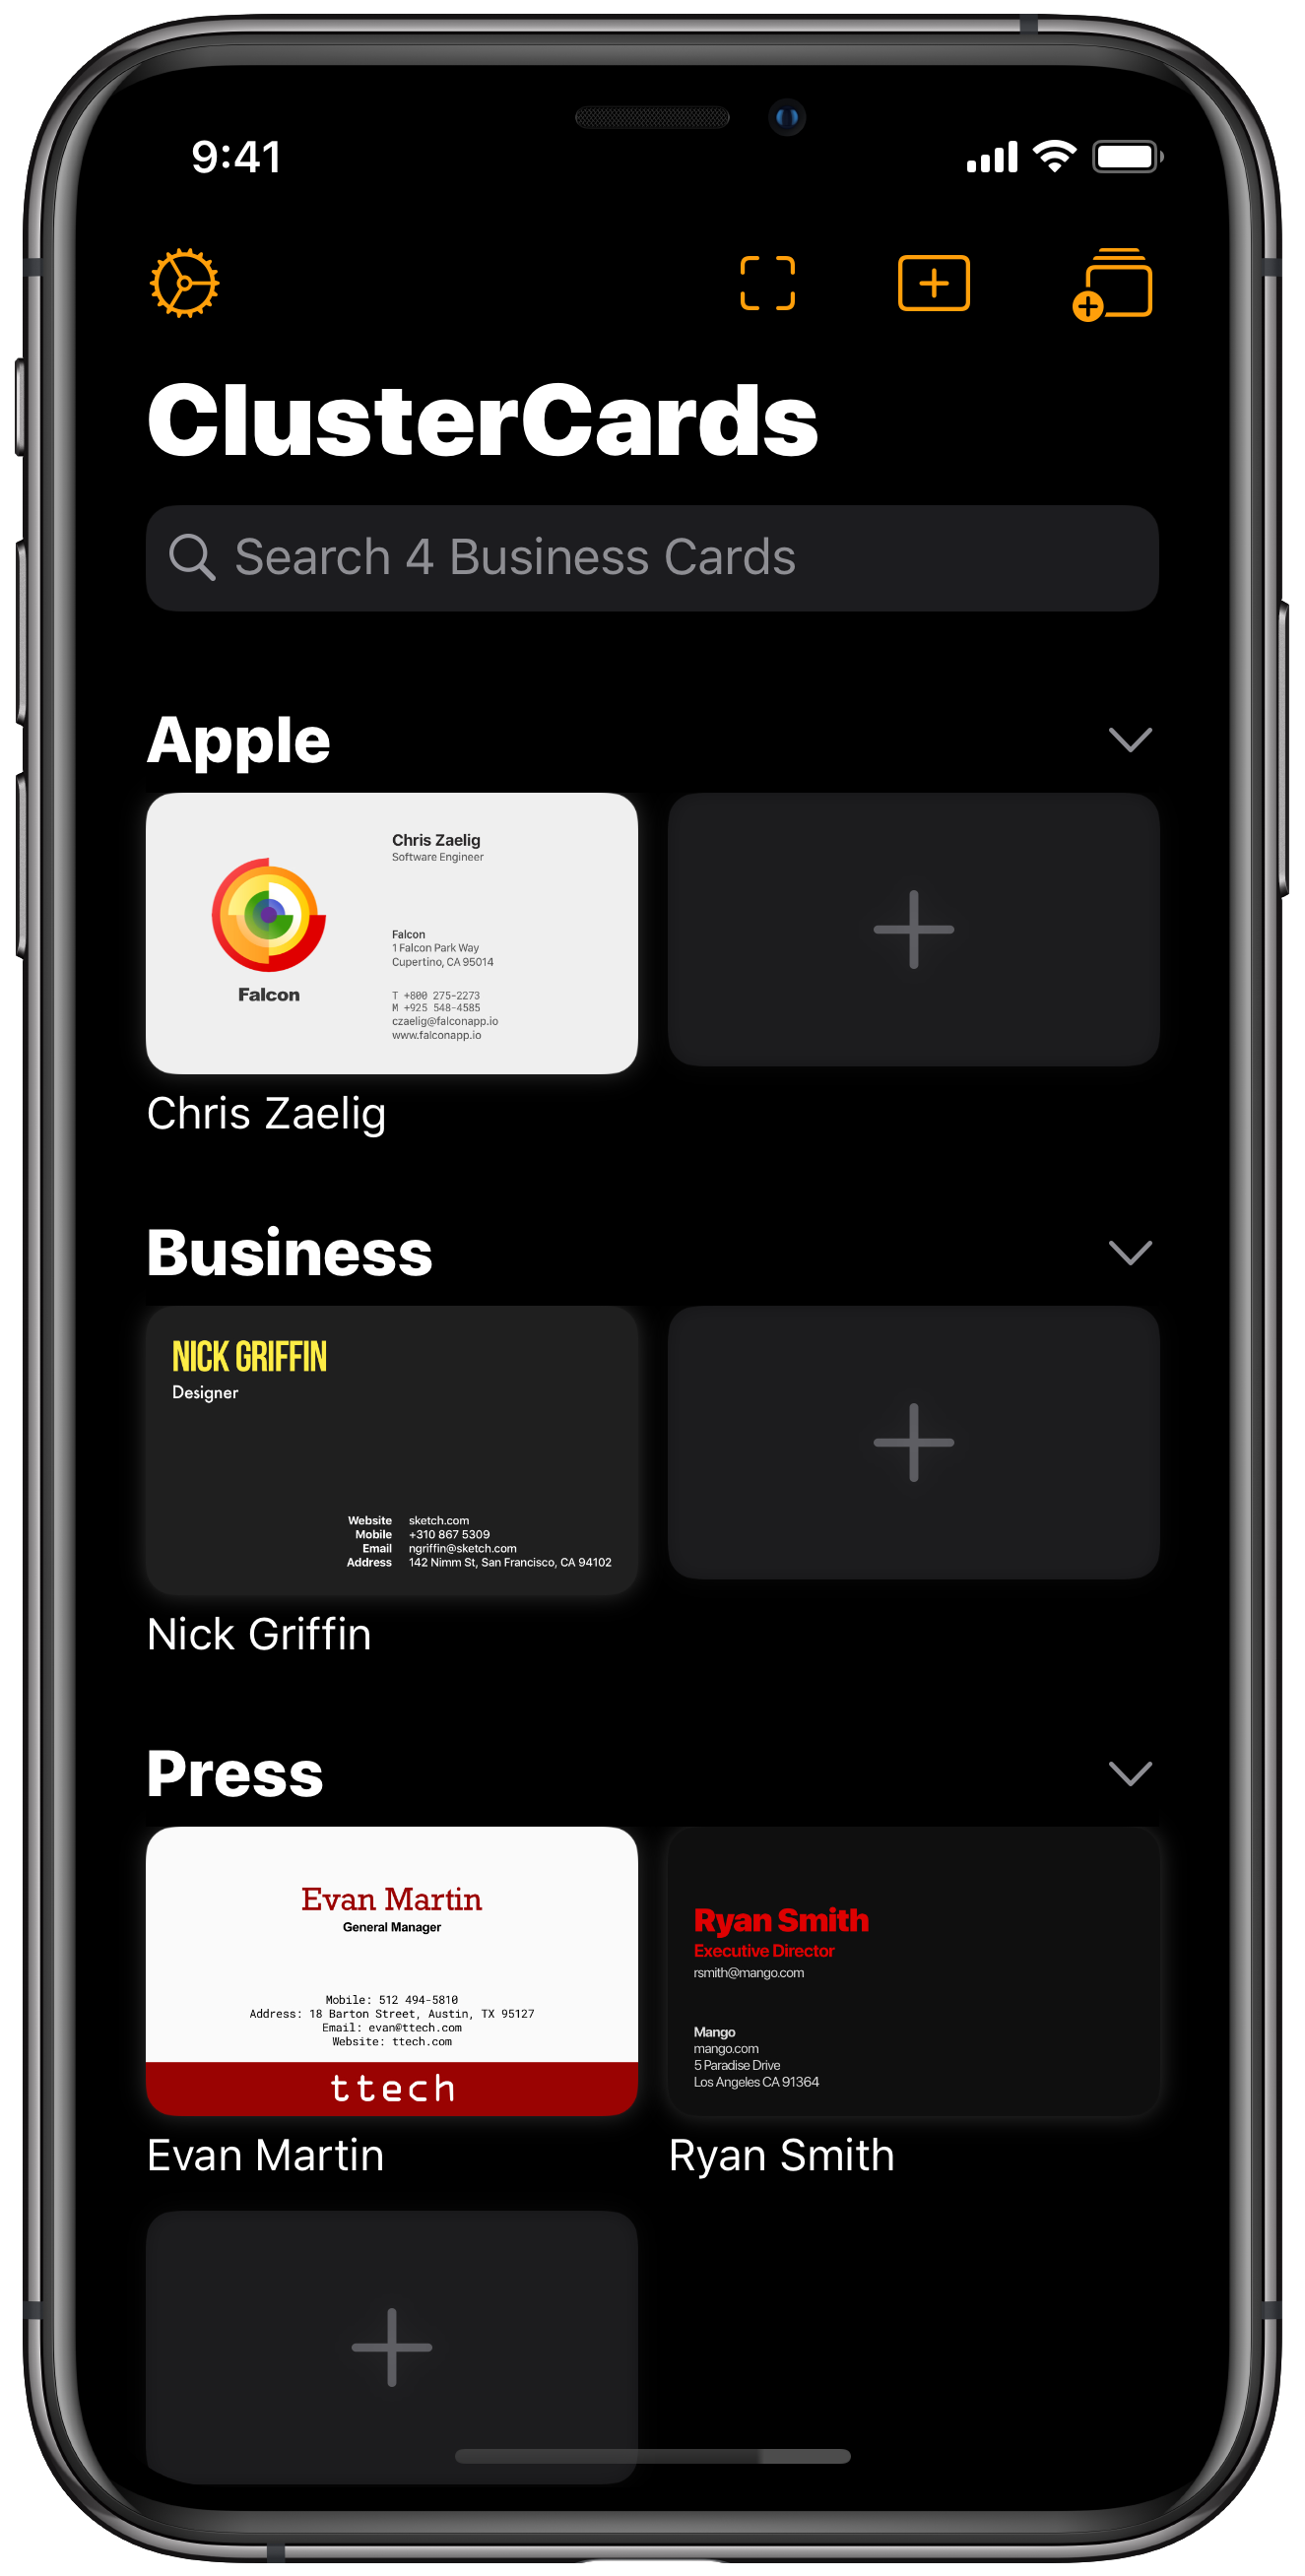 9:41
ClusterCards
Search 4 Business Cards
Apple
Chris Zaelig
Software Engineer
Falcon
1 Falcon Park Way
Cupertino, CA 95014
T +800 275-2273
M +925 548-4585
czaelig@falconapp.io
www.falconapp.io
Falcon
Chris Zaelig
Business
NICK GRIFFIN
Designer
Website sketch.com
Mobile +310 867 5309
Email ngriffin@sketch.com
Address 142 Nimm St, San Francisco, CA 94102
Nick Griffin
Press
Evan Martin
General Manager
Mobile: 512 494-5810
Address: 18 Barton Street, Austin, TX 95127
Email: evan@ttech.com
Website: ttech.com
ttech
Evan Martin
Ryan Smith
Executive Director
rsmith@mango.com
Mango
mango.com
5 Paradise Drive
Los Angeles CA 91364
Ryan Smith